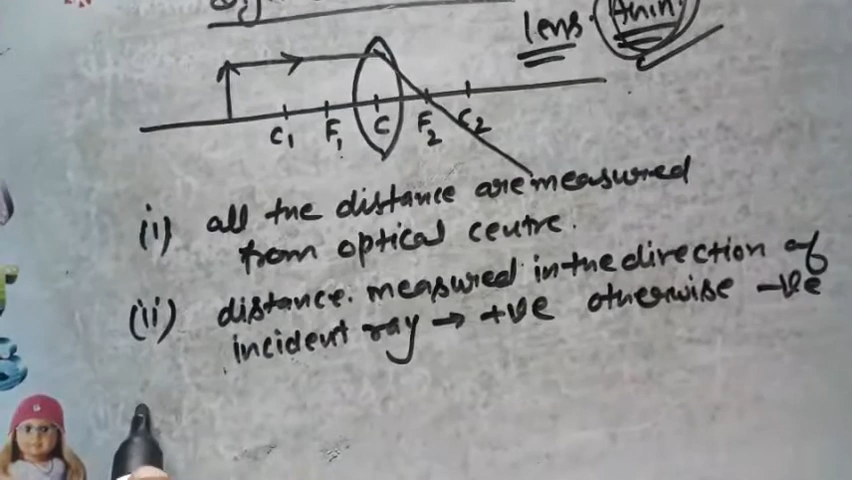 lens. thin
C1 F1 C F2 C2
(i) all the distance are measured
from optical centre.
(ii) distance. measured in the direction of
incident ray → +ve otherwise -ve